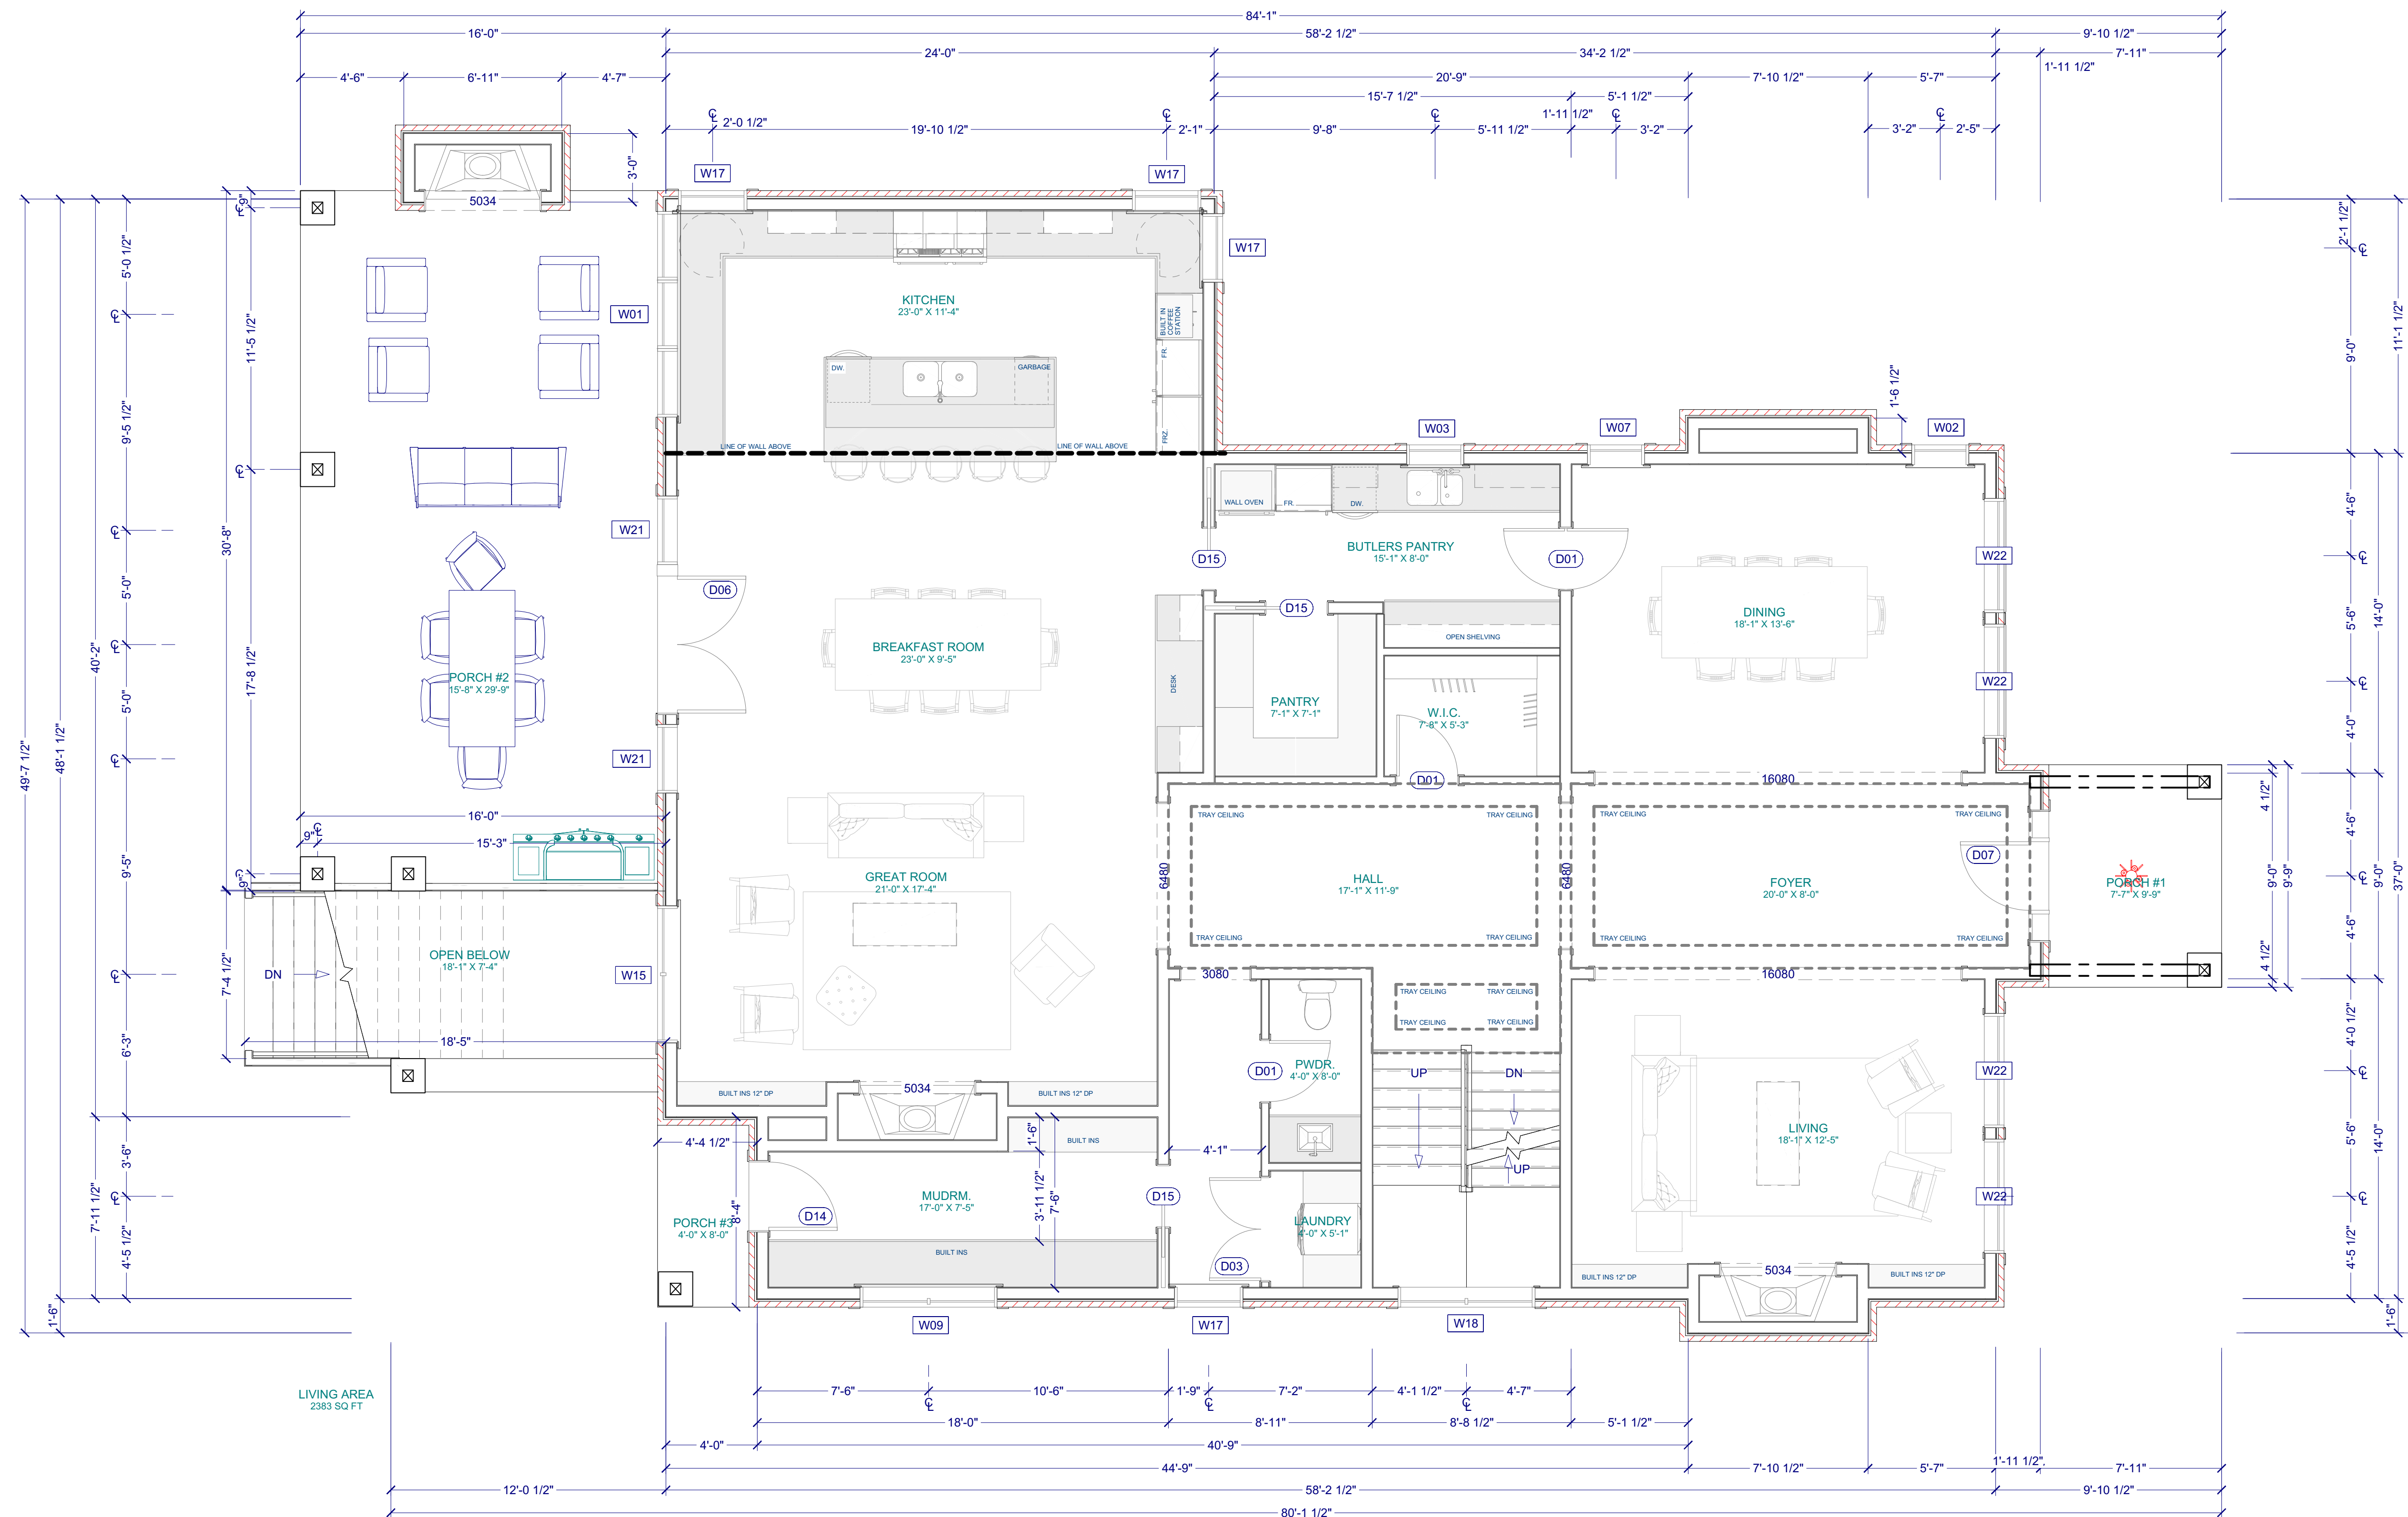 84'-1"
16'-0"
58'-2 1/2"
9'-10 1/2"
24'-0"
34'-2 1/2"
7'-11"
1'-11 1/2"
4'-6"
6'-11"
4'-7"
20'-9"
7'-10 1/2"
5'-7"
15'-7 1/2"
5'-1 1/2"
2'-0 1/2"
19'-10 1/2"
2'-1"
9'-8"
5'-11 1/2"
1'-11 1/2"
3'-2"
3'-2"
2'-5"
W17
W17
3'-0"
5034
9"
2'-1 1/2"
W17
5'-0 1/2"
11'-5 1/2"
W01
KITCHEN
23'-0" X 11'-4"
BUILT IN
COFFEE
STATION
FR.
FRZ.
DW.
GARBAGE
9'-0"
11'-1 1/2"
1'-6 1/2"
9'-5 1/2"
LINE OF WALL ABOVE
LINE OF WALL ABOVE
W03
W07
W02
30'-8"
W21
WALL OVEN
FR.
DW.
4'-6"
BUTLERS PANTRY
15'-1" X 8'-0"
D15
D01
W22
5'-0"
D06
D15
DINING
18'-1" X 13'-6"
5'-6"
14'-0"
40'-2"
BREAKFAST ROOM
23'-0" X 9'-5"
OPEN SHELVING
17'-8 1/2"
PORCH #2
15'-8" X 29'-9"
DESK
PANTRY
7'-1" X 7'-1"
W.I.C.
7'-8" X 5'-3"
W22
5'-0"
4'-0"
49'-7 1/2"
48'-1 1/2"
W21
D01
16080
16'-0"
9"
15'-3"
TRAY CEILING
TRAY CEILING
TRAY CEILING
TRAY CEILING
4 1/2"
4'-6"
9'-5"
9"
GREAT ROOM
21'-0" X 17'-4"
6480
HALL
17'-1" X 11'-9"
6480
FOYER
20'-0" X 8'-0"
D07
PORCH #1
7'-7" X 9'-9"
9'-0"
9'-9"
9'-0"
37'-0"
TRAY CEILING
TRAY CEILING
TRAY CEILING
TRAY CEILING
4'-6"
4 1/2"
7'-4 1/2"
DN
OPEN BELOW
18'-1" X 7'-4"
W15
3080
16080
TRAY CEILING
TRAY CEILING
TRAY CEILING
TRAY CEILING
6'-3"
18'-5"
4'-0 1/2"
PWDR.
4'-0" X 8'-0"
D01
UP
DN
W22
BUILT INS 12" DP
5034
BUILT INS 12" DP
4'-4 1/2"
1'-6"
BUILT INS
4'-1"
UP
LIVING
18'-1" X 12'-5"
5'-6"
14'-0"
3'-6"
7'-11 1/2"
MUDRM.
17'-0" X 7'-5"
3'-11 1/2"
7'-6"
D15
W22
PORCH #3
4'-0" X 8'-0"
8'-4"
D14
LAUNDRY
4'-0" X 5'-1"
4'-5 1/2"
BUILT INS
D03
BUILT INS 12" DP
5034
BUILT INS 12" DP
4'-5 1/2"
1'-6"
W09
W17
W18
1'-6"
LIVING AREA
2383 SQ FT
7'-6"
10'-6"
1'-9"
7'-2"
4'-1 1/2"
4'-7"
18'-0"
8'-11"
8'-8 1/2"
5'-1 1/2"
4'-0"
40'-9"
44'-9"
7'-10 1/2"
5'-7"
1'-11 1/2"
7'-11"
12'-0 1/2"
58'-2 1/2"
9'-10 1/2"
80'-1 1/2"